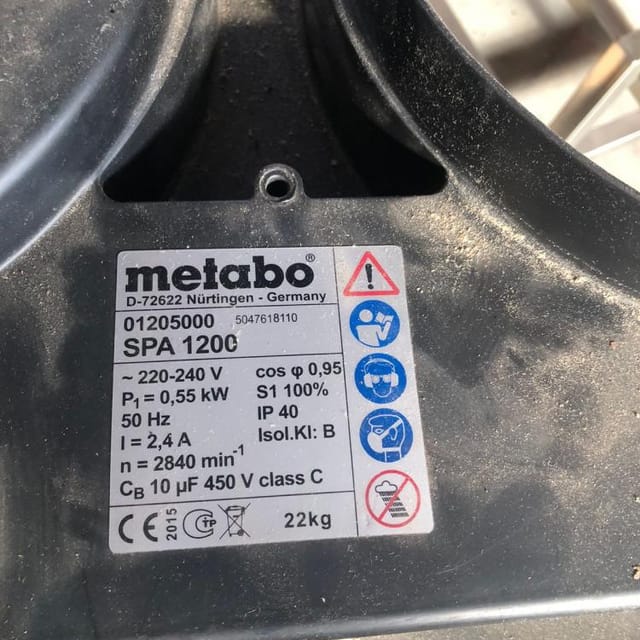 metabo®
D-72622 Nürtingen - Germany
01205000 5047618110
SPA 1200
~ 220-240 V cos φ 0,95
P1 = 0,55 kW S1 100%
50 Hz IP 40
I = 2,4 A Isol.Kl: B
n = 2840 min-1
CB 10 µF 450 V class C
CE 2015 CTP 22kg